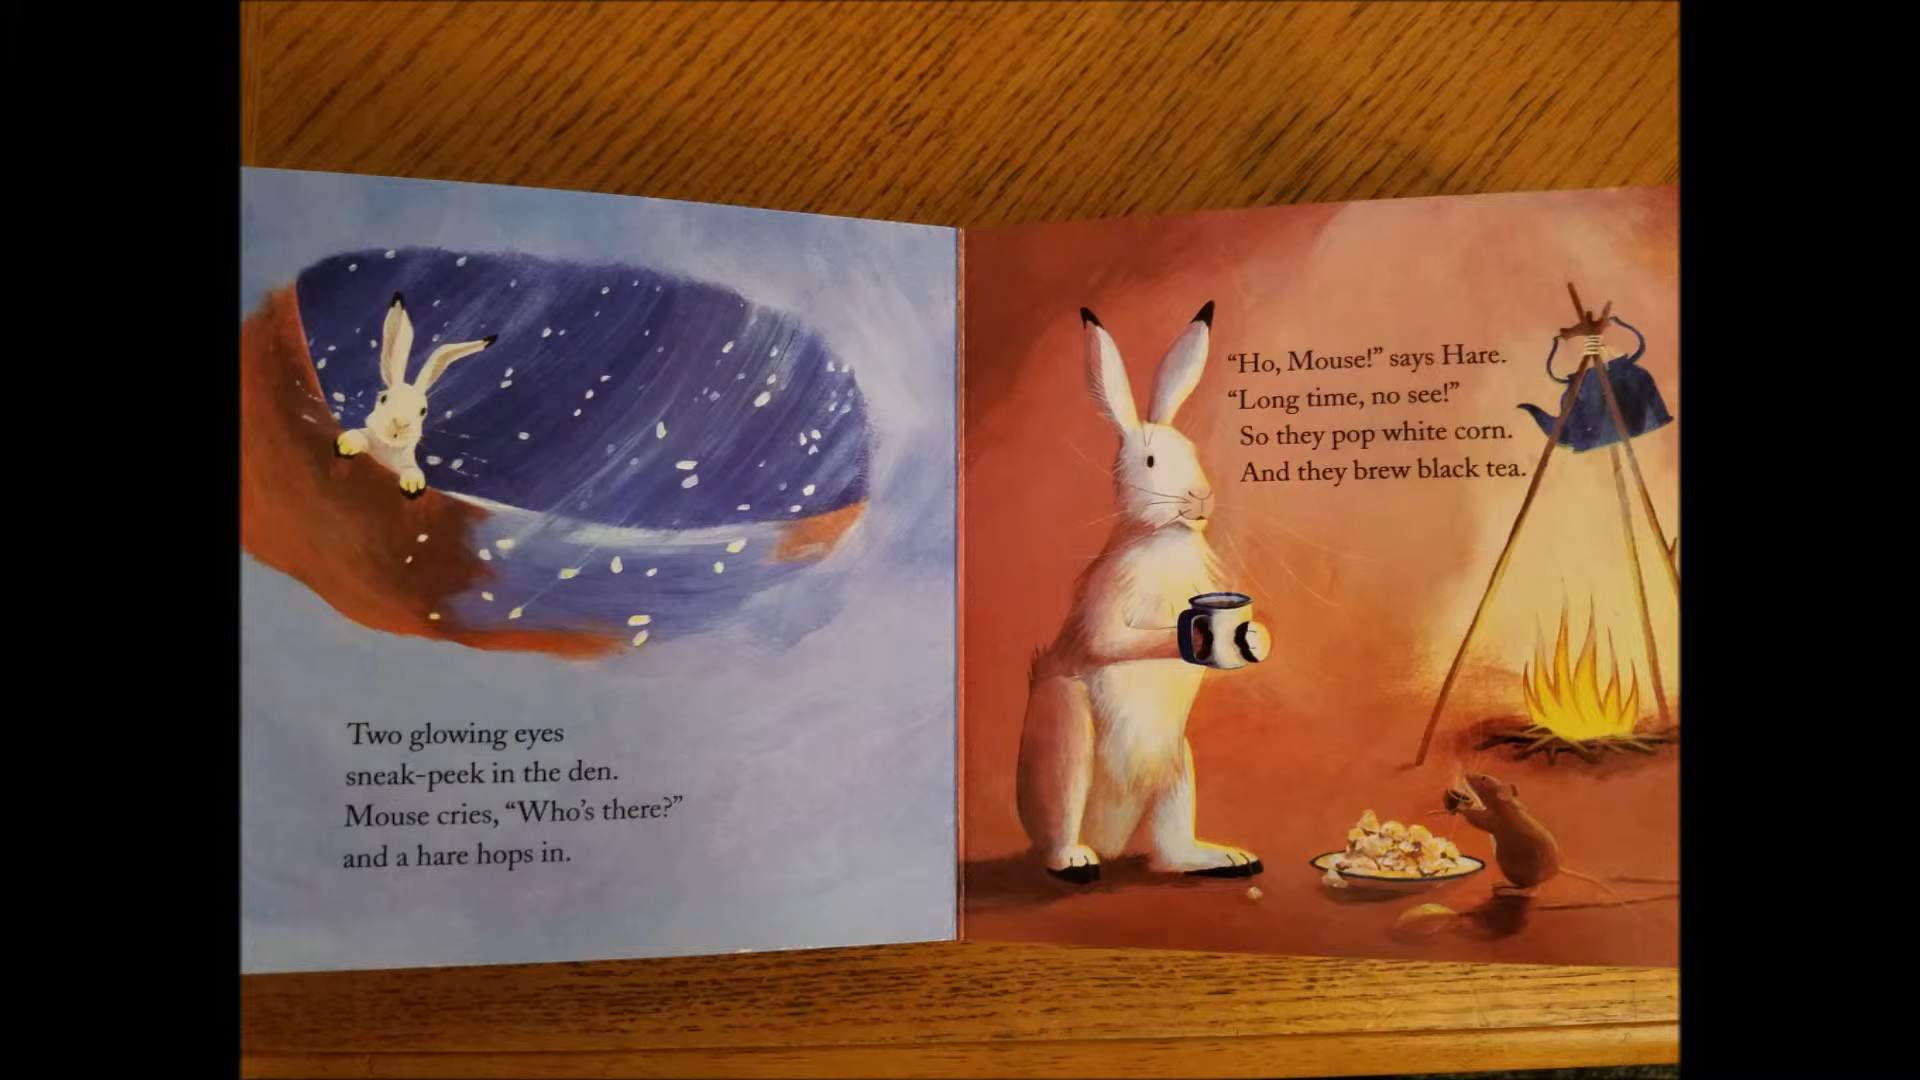 Two glowing eyes
sneak-peek in the den.
Mouse cries, “Who’s there?”
and a hare hops in.
“Ho, Mouse!” says Hare.
“Long time, no see!”
So they pop white corn.
And they brew black tea.